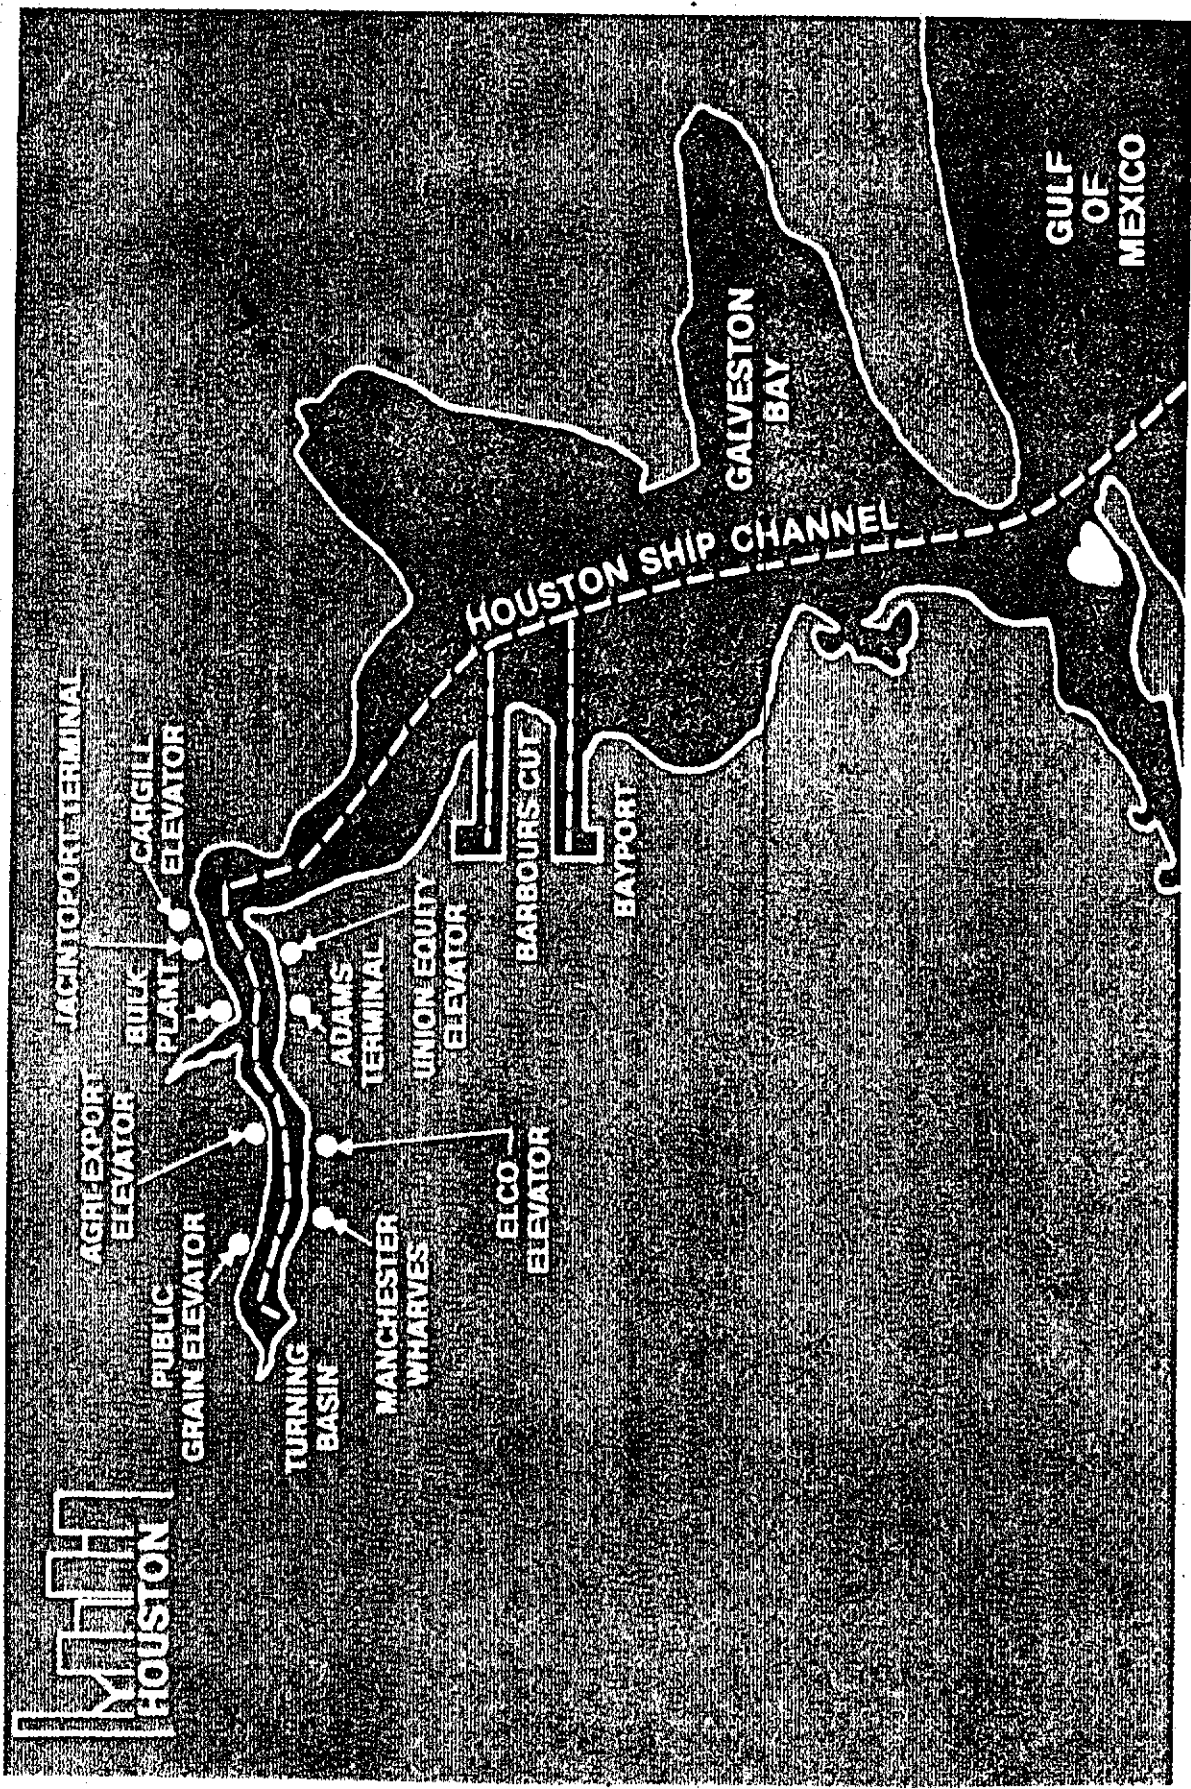 HOUSTON
PUBLIC
GRAIN ELEVATOR
TURNING
BASIN
MANCHESTER
WHARVES
AGRI-EXPORT
ELEVATOR
ELCO
ELEVATOR
JACINTOPORT TERMINAL
BULK
PLANT
CARGILL
ELEVATOR
ADAMS
TERMINAL
UNION EQUITY
ELEVATOR
BARBOURS CUT
BAYPORT
HOUSTON SHIP CHANNEL
GALVESTON
BAY
GULF
OF
MEXICO